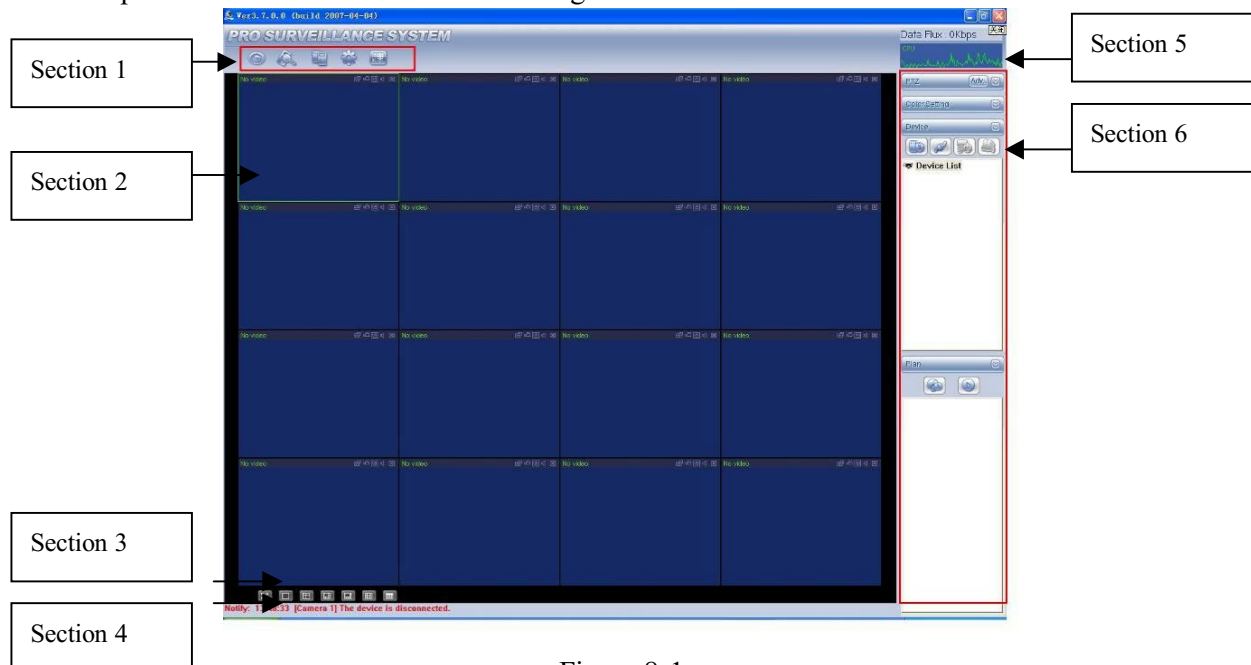 Ver3.7.0.0 (build 2007-04-04)
PRO SURVEILLANCE SYSTEM
Data Flux: 0Kbps
关闭
CPU
Section 1
Section 2
Section 3
Section 4
Section 5
Section 6
No video No video No video No video
No video No video No video No video
No video No video No video No video
No video No video No video No video
PTZ Adv.
Color Setting
Device
Device List
Plan
Notify: [Camera 1] The device is disconnected.